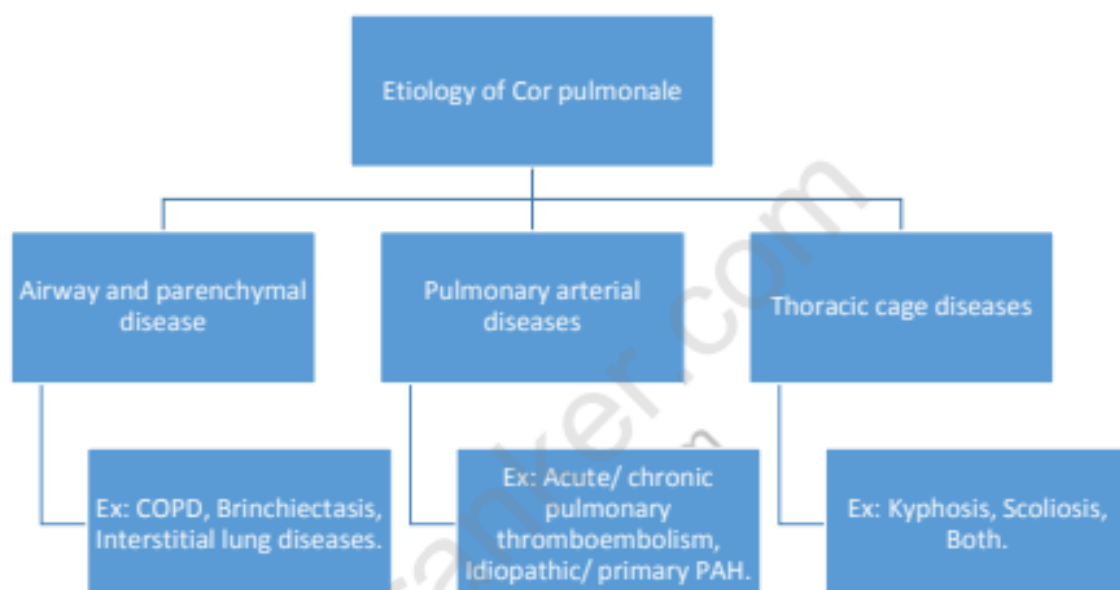 Etiology of Cor pulmonale
Airway and parenchymal
disease
Pulmonary arterial
diseases
Thoracic cage diseases
Ex: COPD, Brinchiectasis,
Interstitial lung diseases.
Ex: Acute/ chronic
pulmonary
thromboembolism,
Idiopathic/ primary PAH.
Ex: Kyphosis, Scoliosis,
Both.